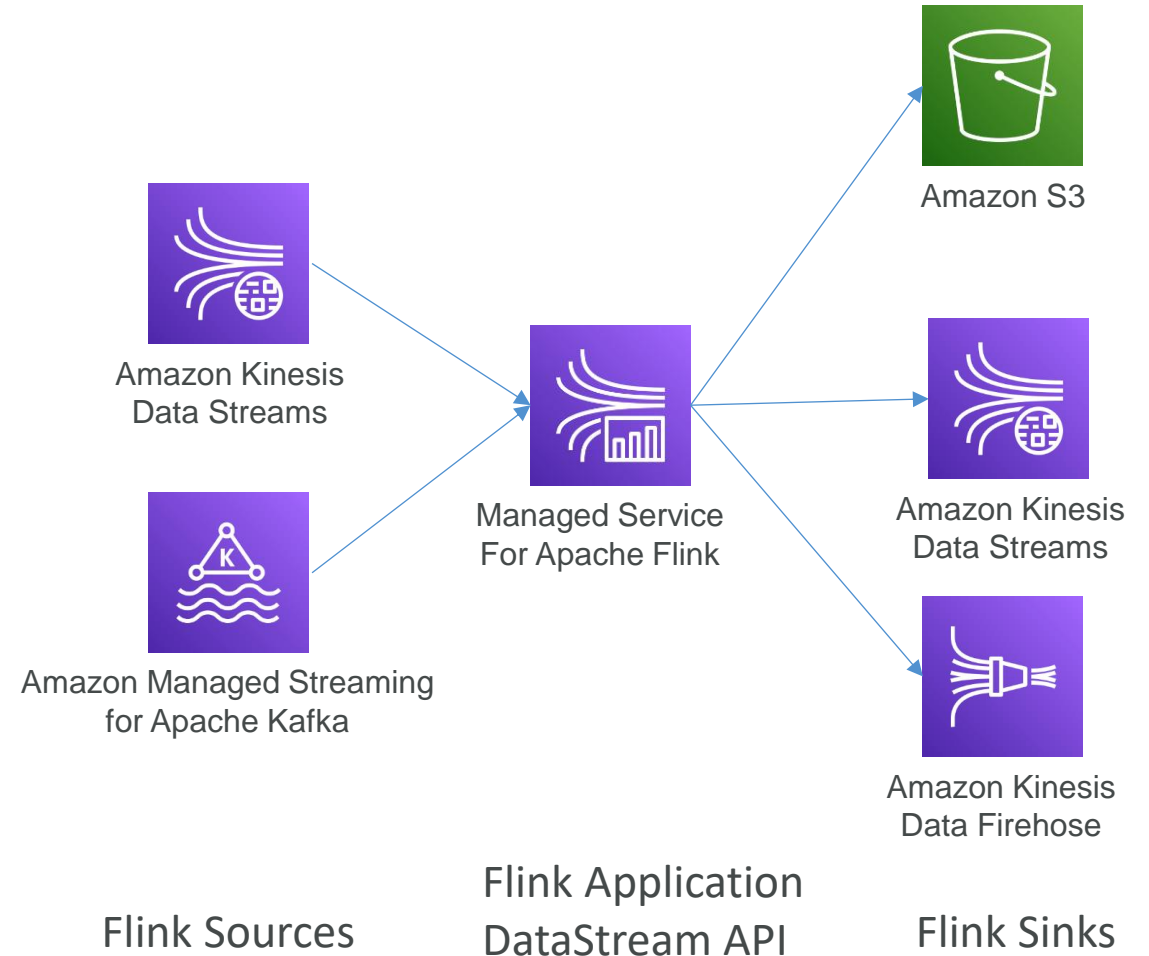 Amazon S3
Amazon Kinesis
Data Streams
K
Amazon Managed Streaming
for Apache Kafka
Managed Service
For Apache Flink
Amazon Kinesis
Data Streams
Amazon Kinesis
Data Firehose
Flink Sources
Flink Application
DataStream API
Flink Sinks